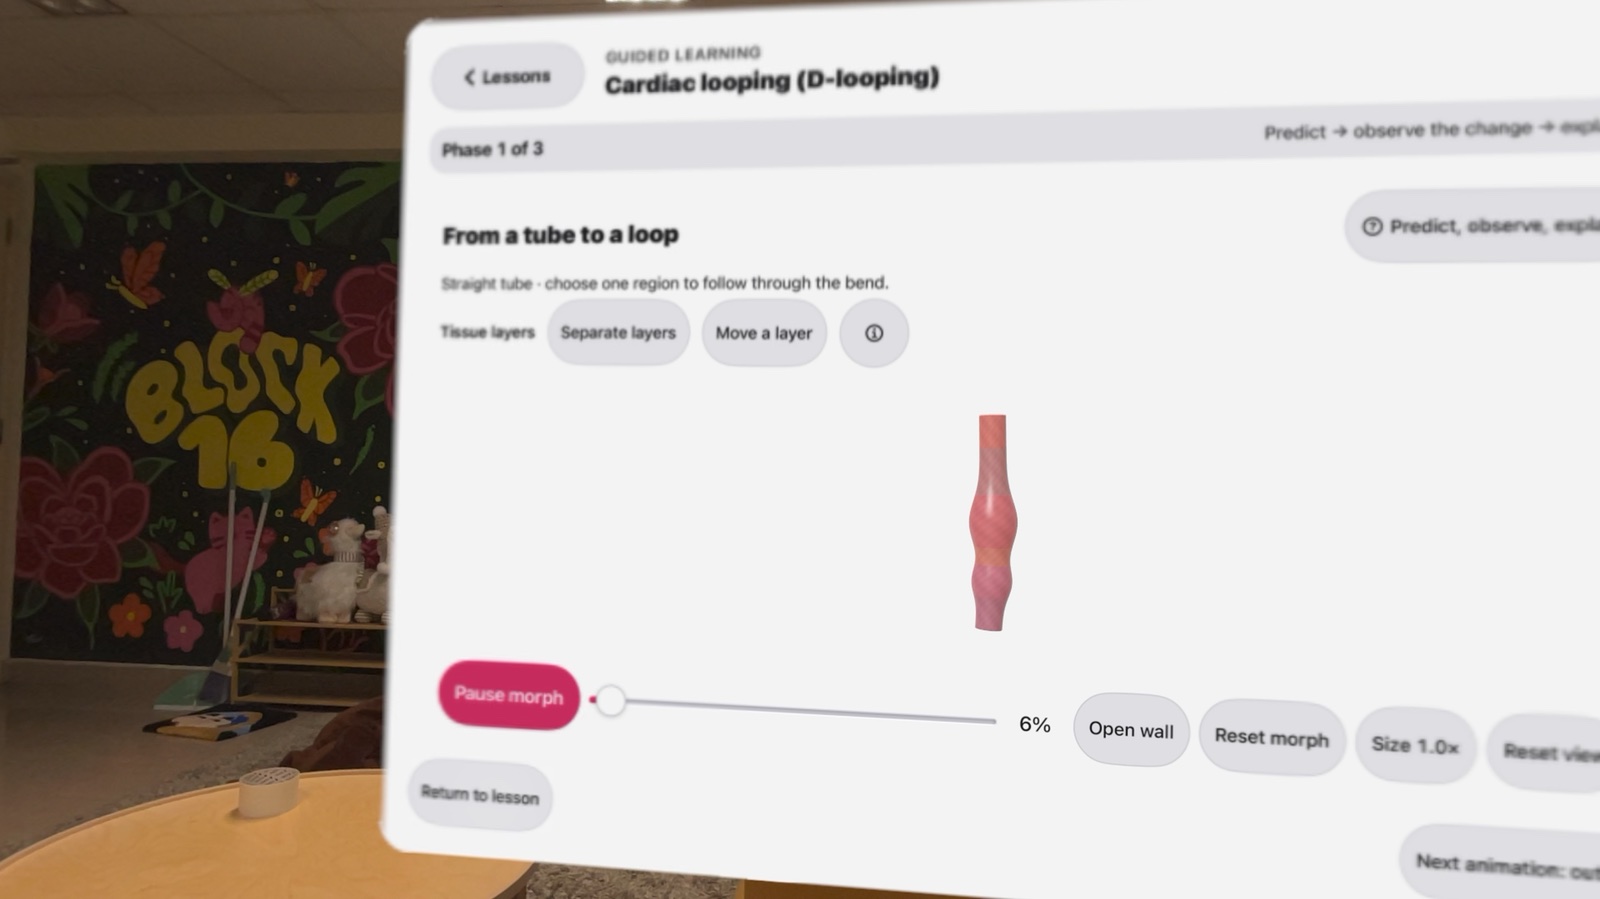 < Lessons
GUIDED LEARNING
Cardiac looping (D-looping)
Phase 1 of 3
Predict → observe the change →
Predict, observe,
From a tube to a loop
Straight tube · choose one region to follow through the bend.
Tissue layers
Separate layers
Move a layer
BLOCK
16
Pause morph
6%
Open wall
Reset morph
Size 1.0×
Reset
Return to lesson
Next animation: